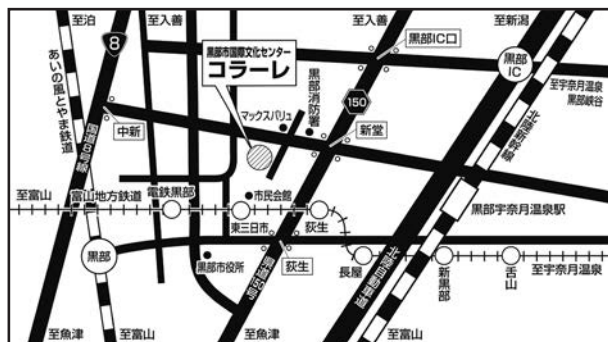 至泊
8
至入善
至入善
至新潟
あいの風とやま鉄道
黒部市国際文化センター
コラーレ
黒部IC口
黒部
IC
至宇奈月温泉
黒部峡谷
150
北陸新幹線
国道8号線
中新
マックスバリュ
黒部消防署
新堂
至富山
富山地方鉄道
電鉄黒部
市民会館
東三日市
荻生
黒部宇奈月温泉駅
黒部
黒部市役所
荻生
長屋
新黒部
舌山
至宇奈月温泉
北陸自動車道
至魚津
至富山
至魚津
至富山